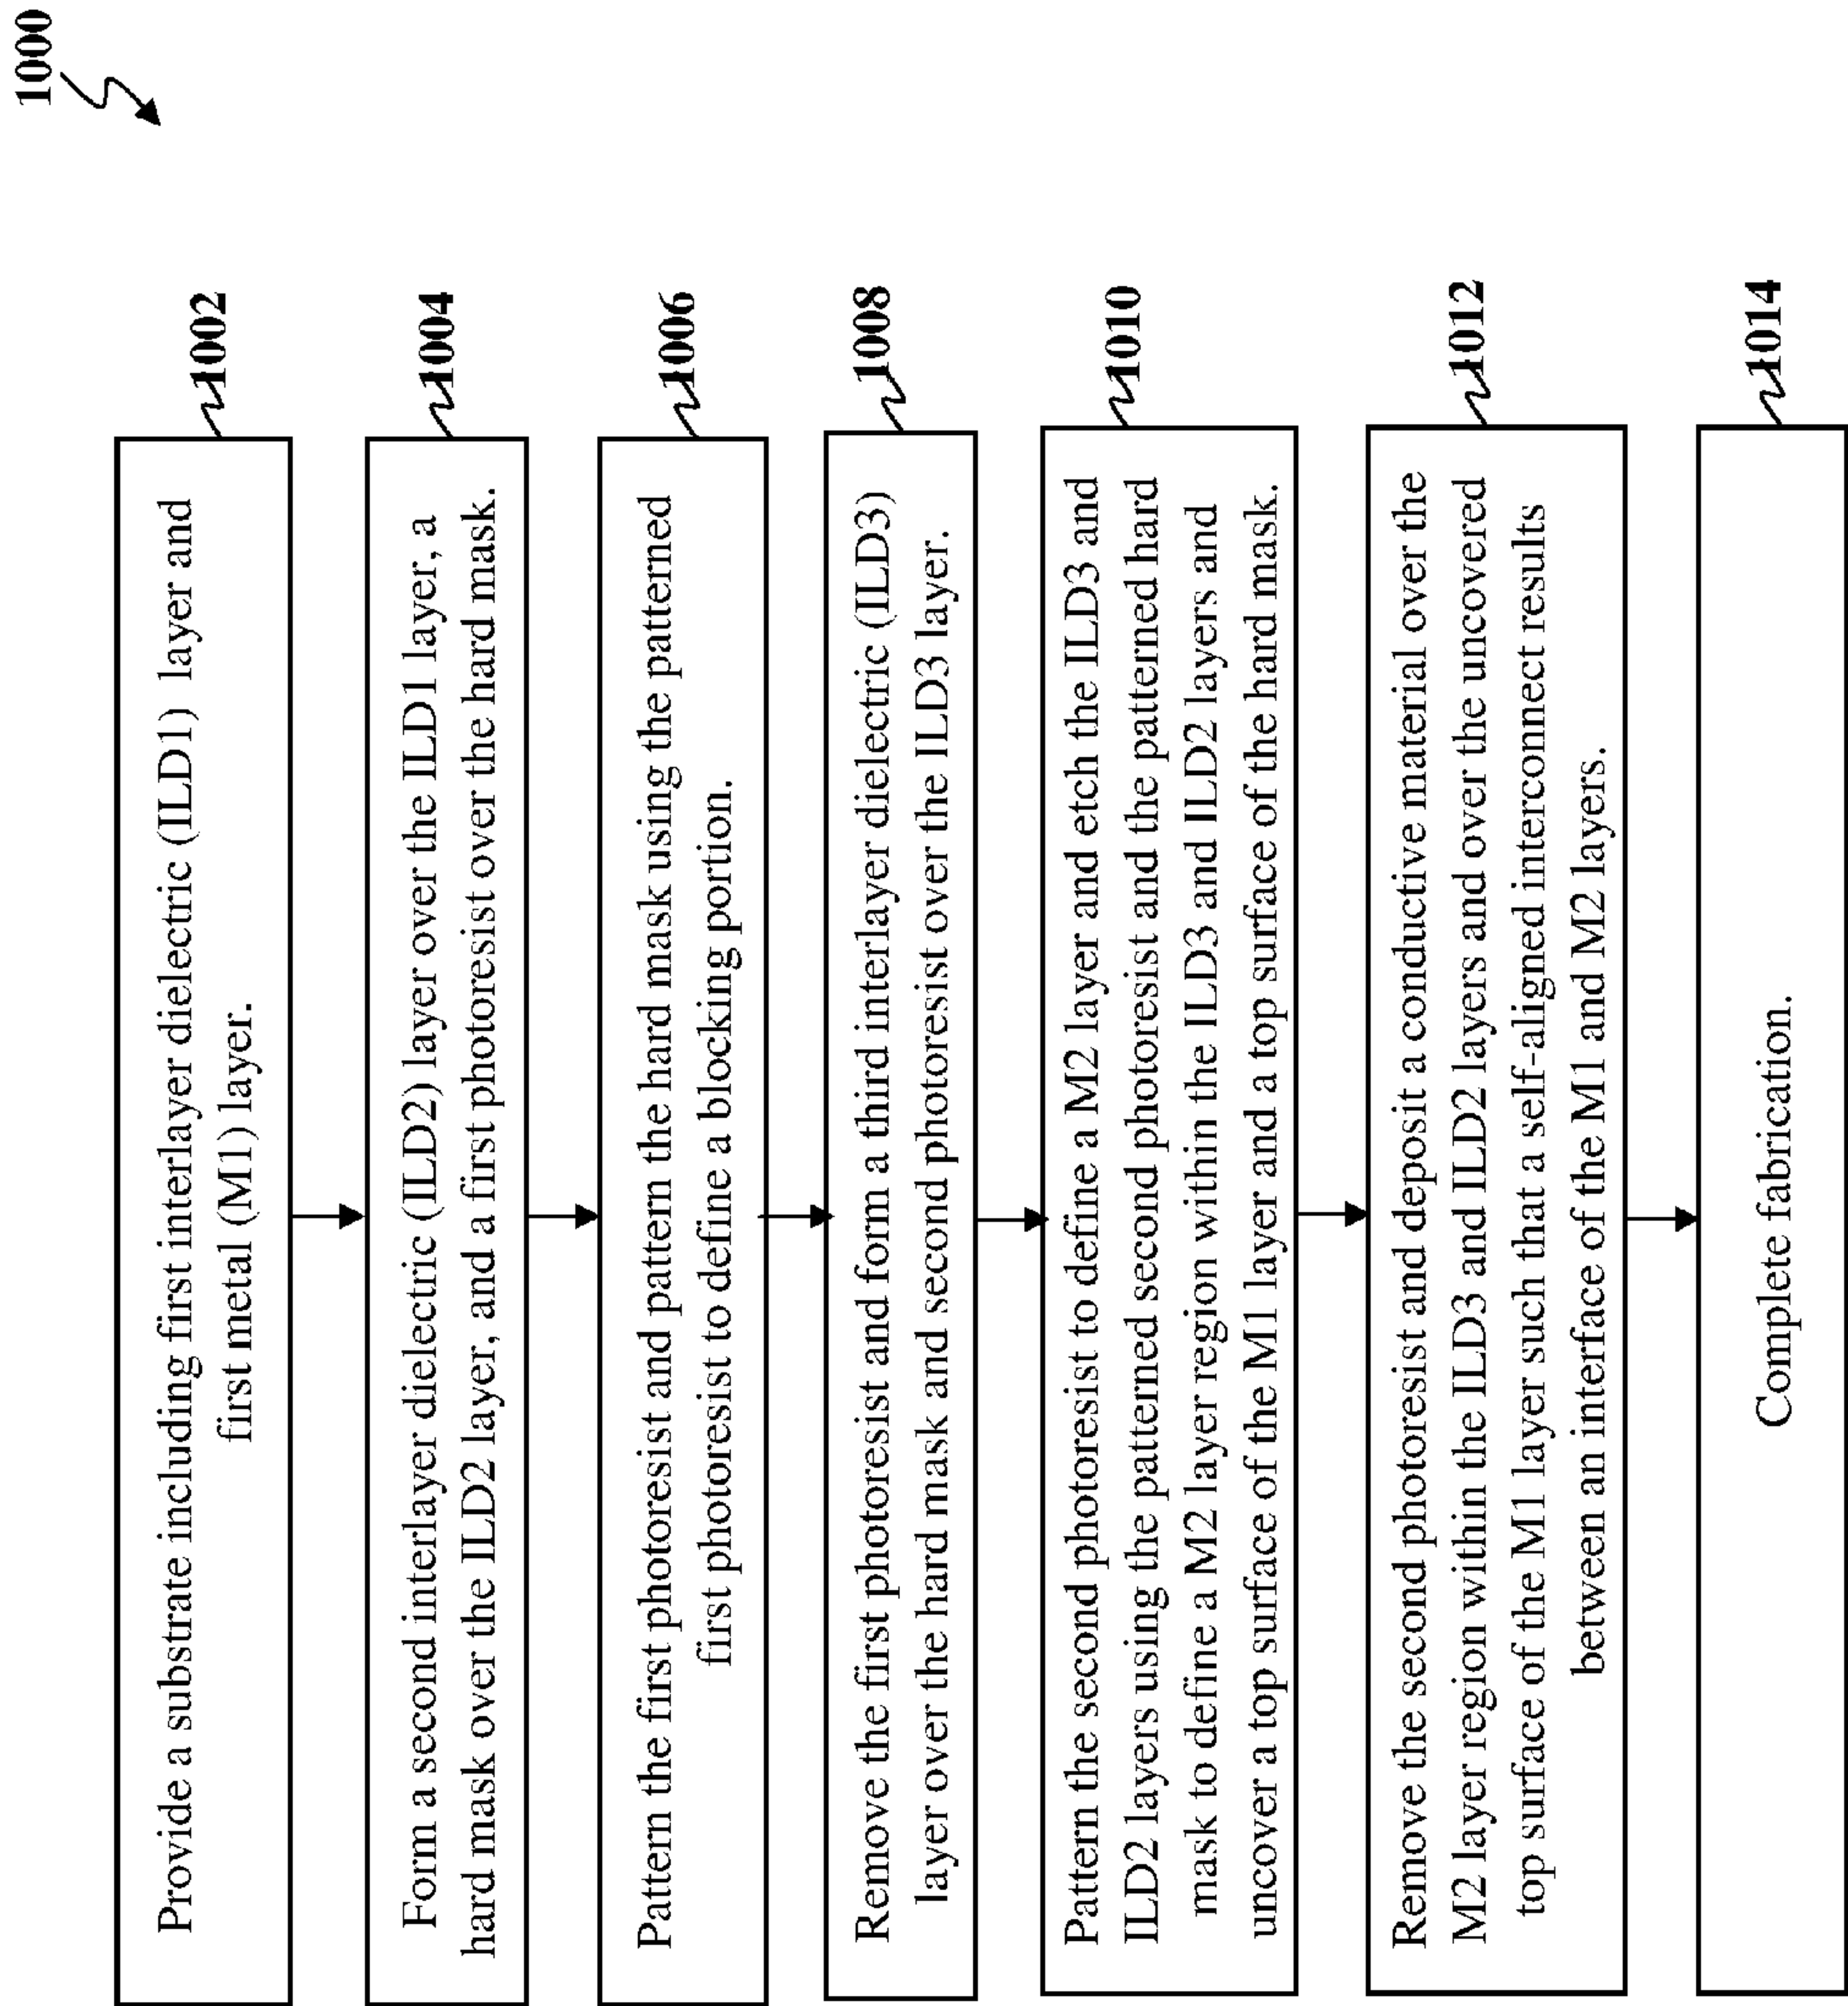 1000
Provide a substrate including first interlayer dielectric (ILD1) layer and
first metal (M1) layer.
1002
Form a second interlayer dielectric (ILD2) layer over the ILD1 layer, a
hard mask over the ILD2 layer, and a first photoresist over the hard mask.
1004
Pattern the first photoresist and pattern the hard mask using the patterned
first photoresist to define a blocking portion.
1006
Remove the first photoresist and form a third interlayer dielectric (ILD3)
layer over the hard mask and second photoresist over the ILD3 layer.
1008
Pattern the second photoresist to define a M2 layer and etch the ILD3 and
ILD2 layers using the patterned second photoresist and the patterned hard
mask to define a M2 layer region within the ILD3 and ILD2 layers and
uncover a top surface of the M1 layer and a top surface of the hard mask.
1010
Remove the second photoresist and deposit a conductive material over the
M2 layer region within the ILD3 and ILD2 layers and over the uncovered
top surface of the M1 layer such that a self-aligned interconnect results
between an interface of the M1 and M2 layers.
1012
Complete fabrication.
1014